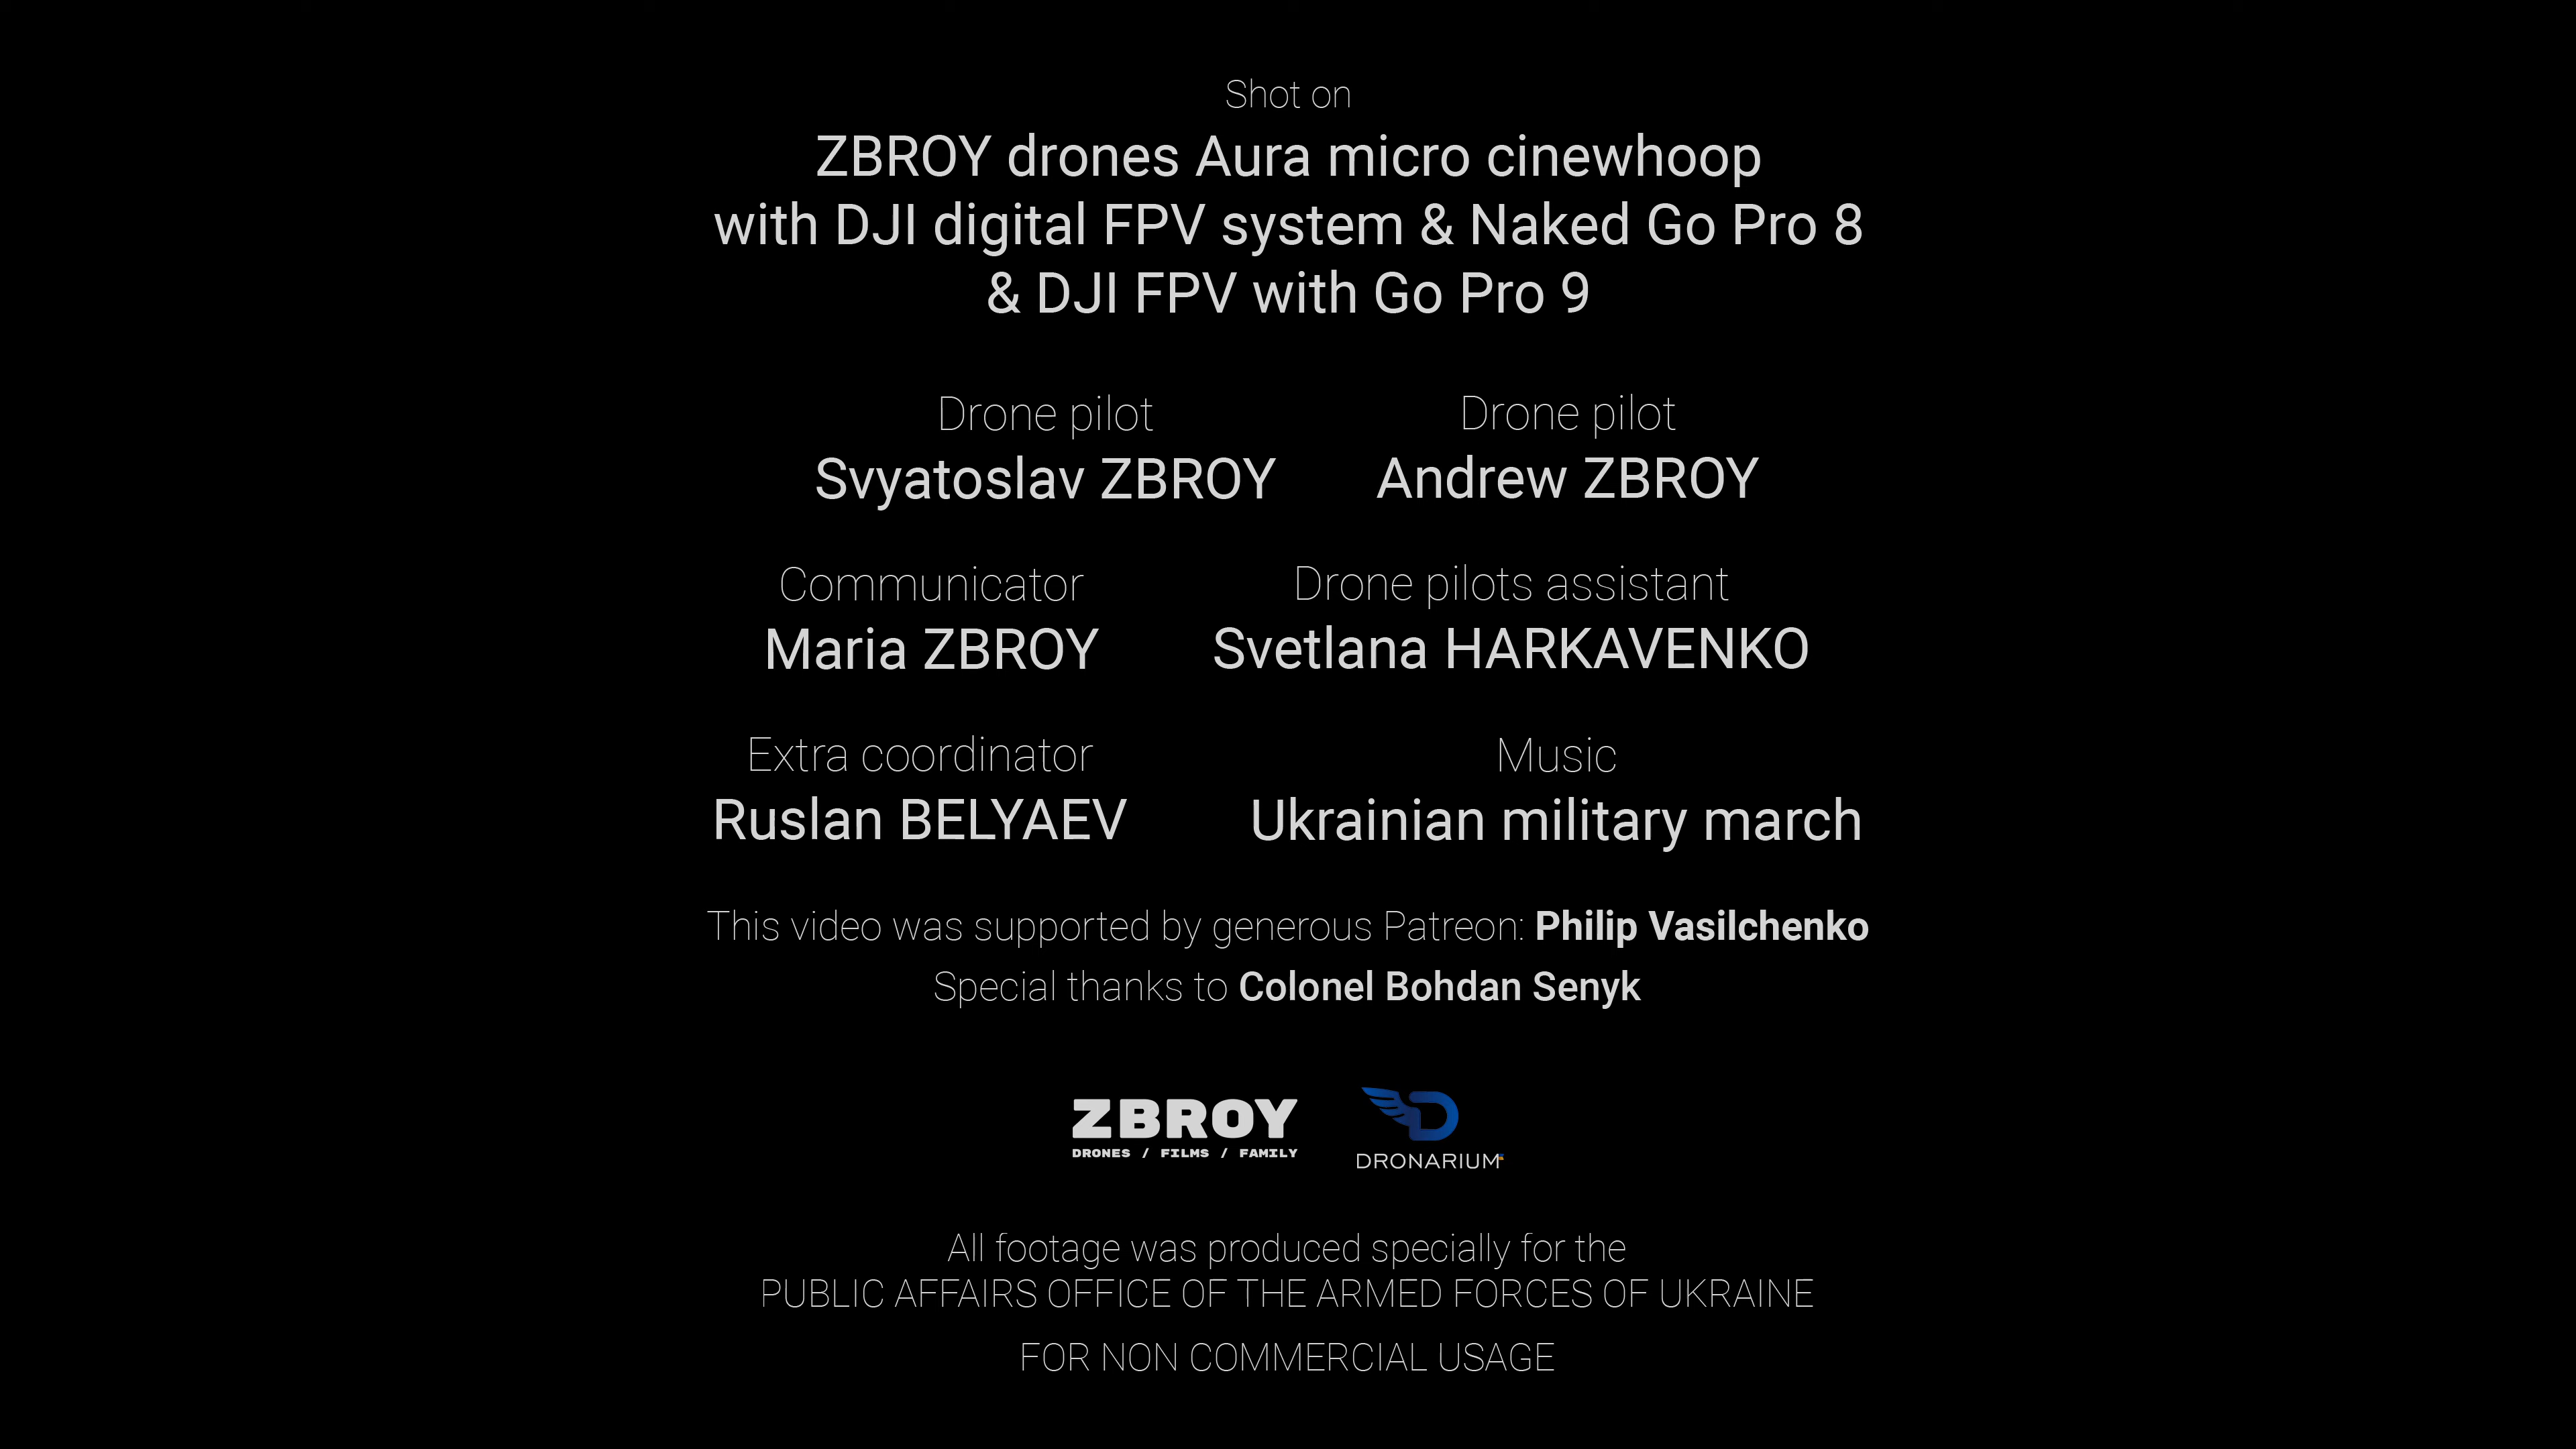 Shot on
ZBROY drones Aura micro cinewhoop
with DJI digital FPV system & Naked Go Pro 8
& DJI FPV with Go Pro 9
Drone pilot
Svyatoslav ZBROY
Drone pilot
Andrew ZBROY
Communicator
Maria ZBROY
Drone pilots assistant
Svetlana HARKAVENKO
Extra coordinator
Ruslan BELYAEV
Music
Ukrainian military march
This video was supported by generous Patreon: Philip Vasilchenko
Special thanks to Colonel Bohdan Senyk
ZBROY
DRONES / FILMS / FAMILY
DRONARIUM
All footage was produced specially for the
PUBLIC AFFAIRS OFFICE OF THE ARMED FORCES OF UKRAINE
FOR NON COMMERCIAL USAGE